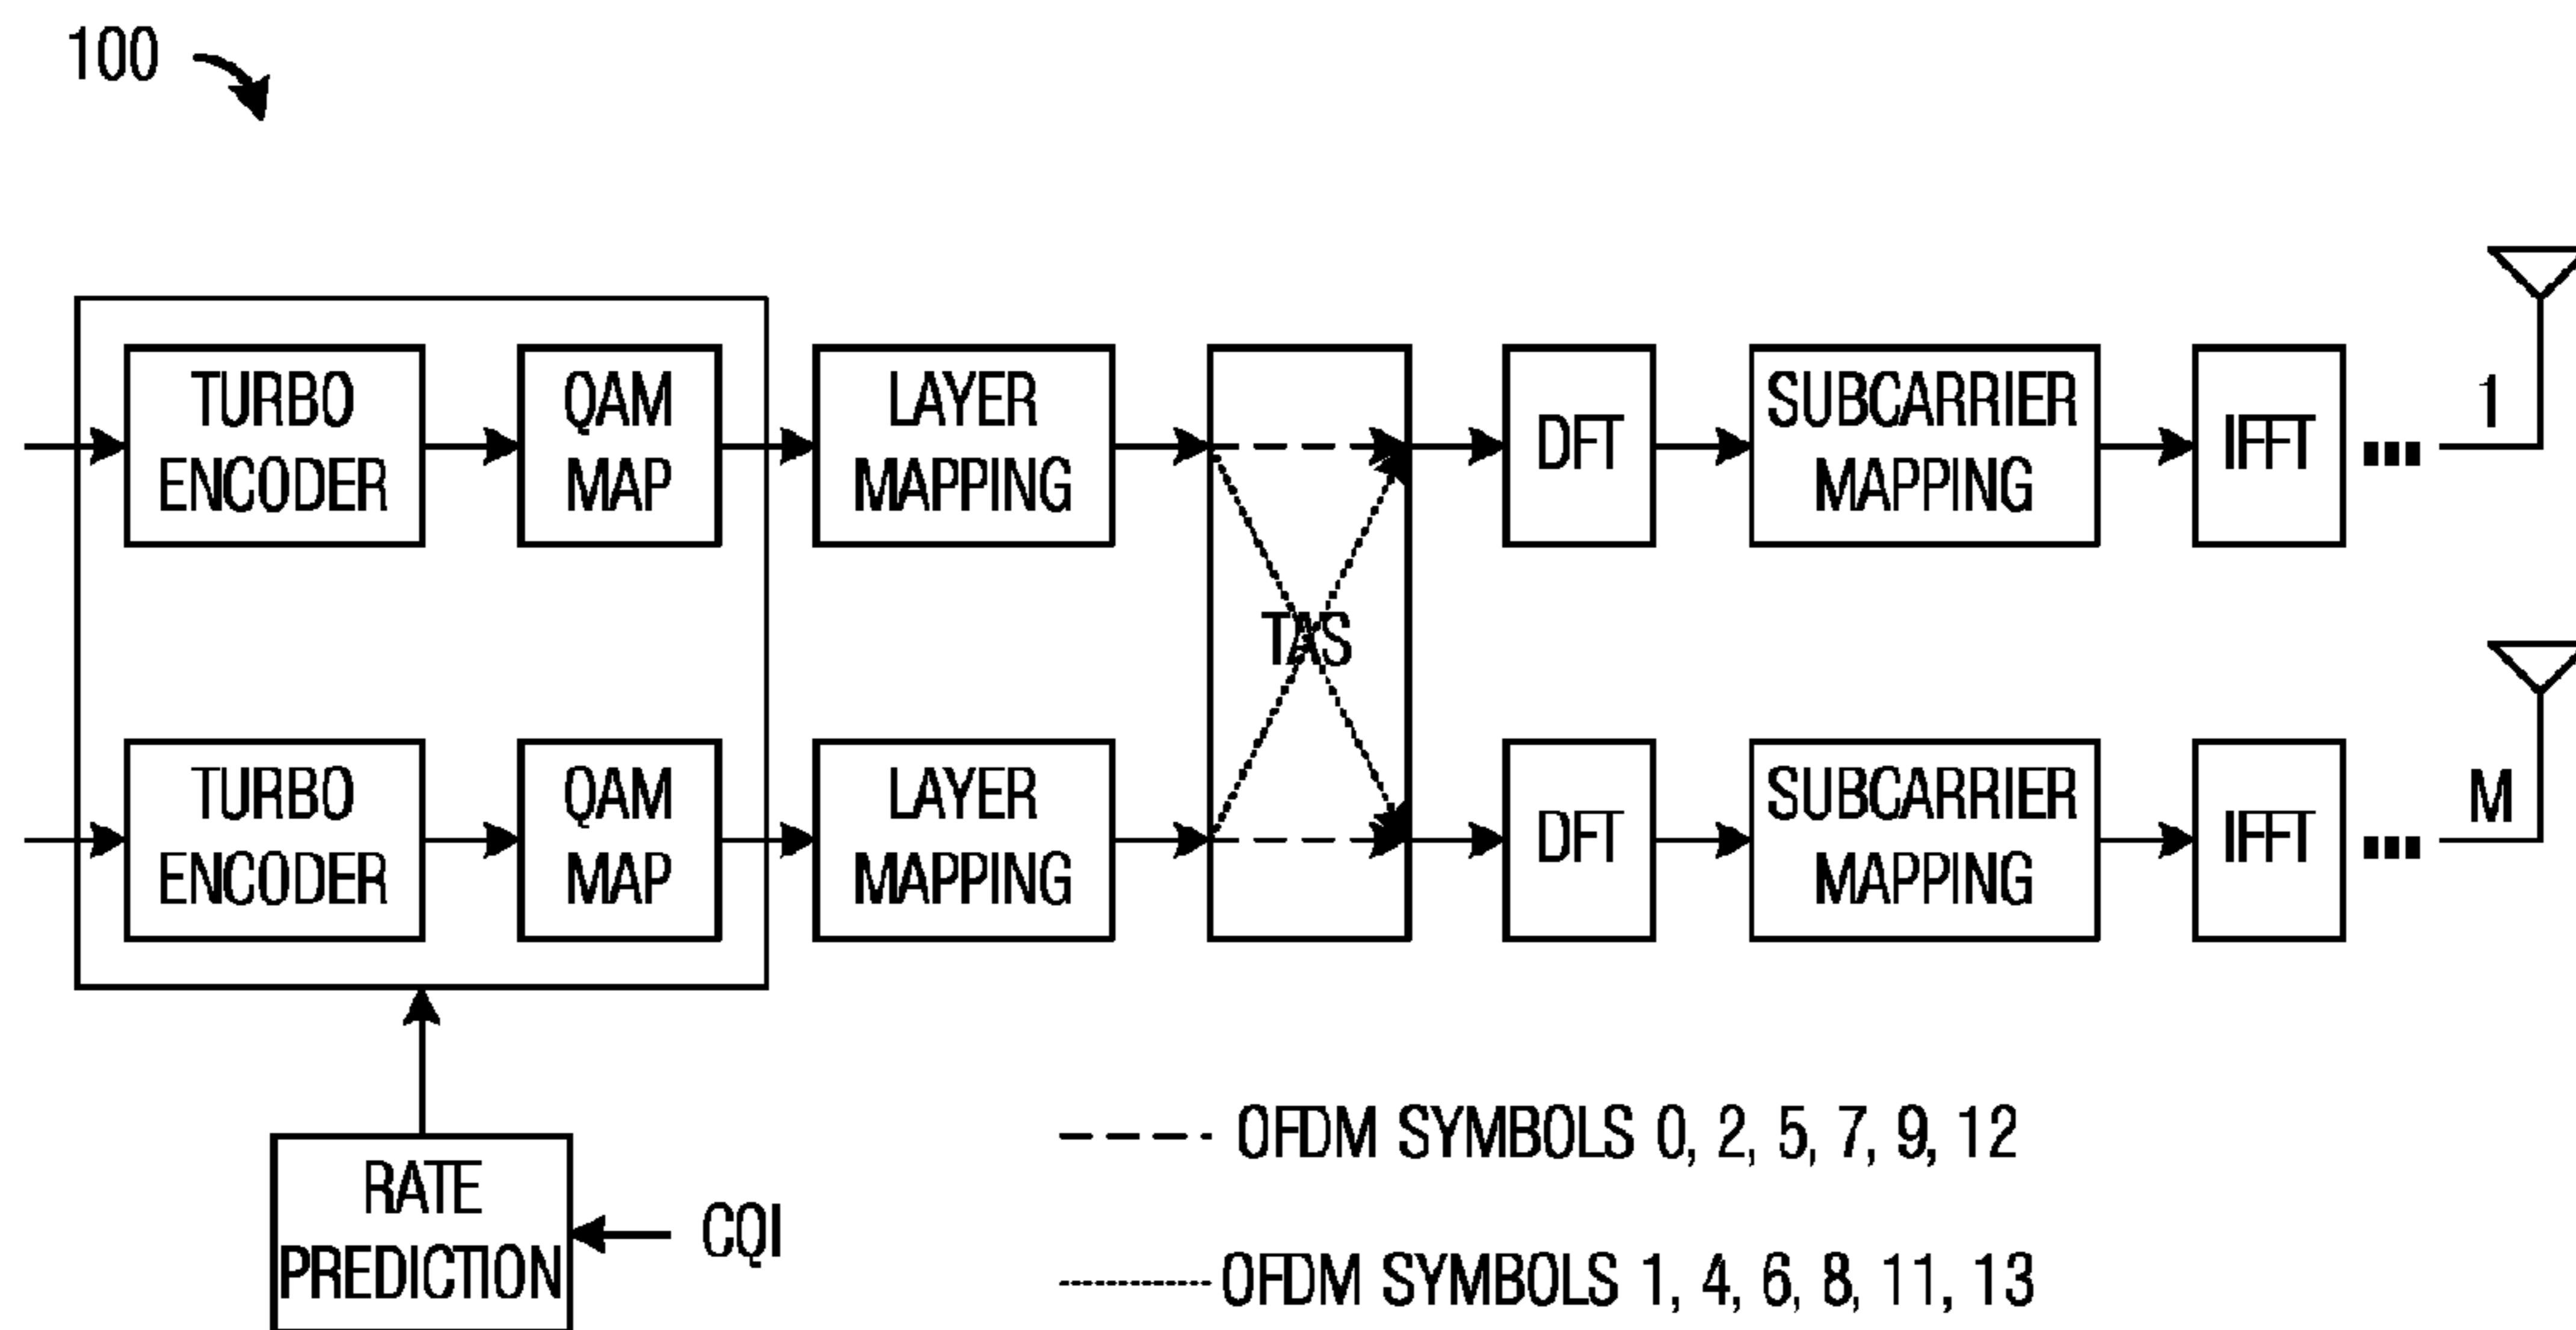 100
TURBO
ENCODER
QAM
MAP
LAYER
MAPPING
TAS
DFT
SUBCARRIER
MAPPING
IFFT
1
TURBO
ENCODER
QAM
MAP
LAYER
MAPPING
DFT
SUBCARRIER
MAPPING
IFFT
M
RATE
PREDICTION
CQI
OFDM SYMBOLS 0, 2, 5, 7, 9, 12
OFDM SYMBOLS 1, 4, 6, 8, 11, 13